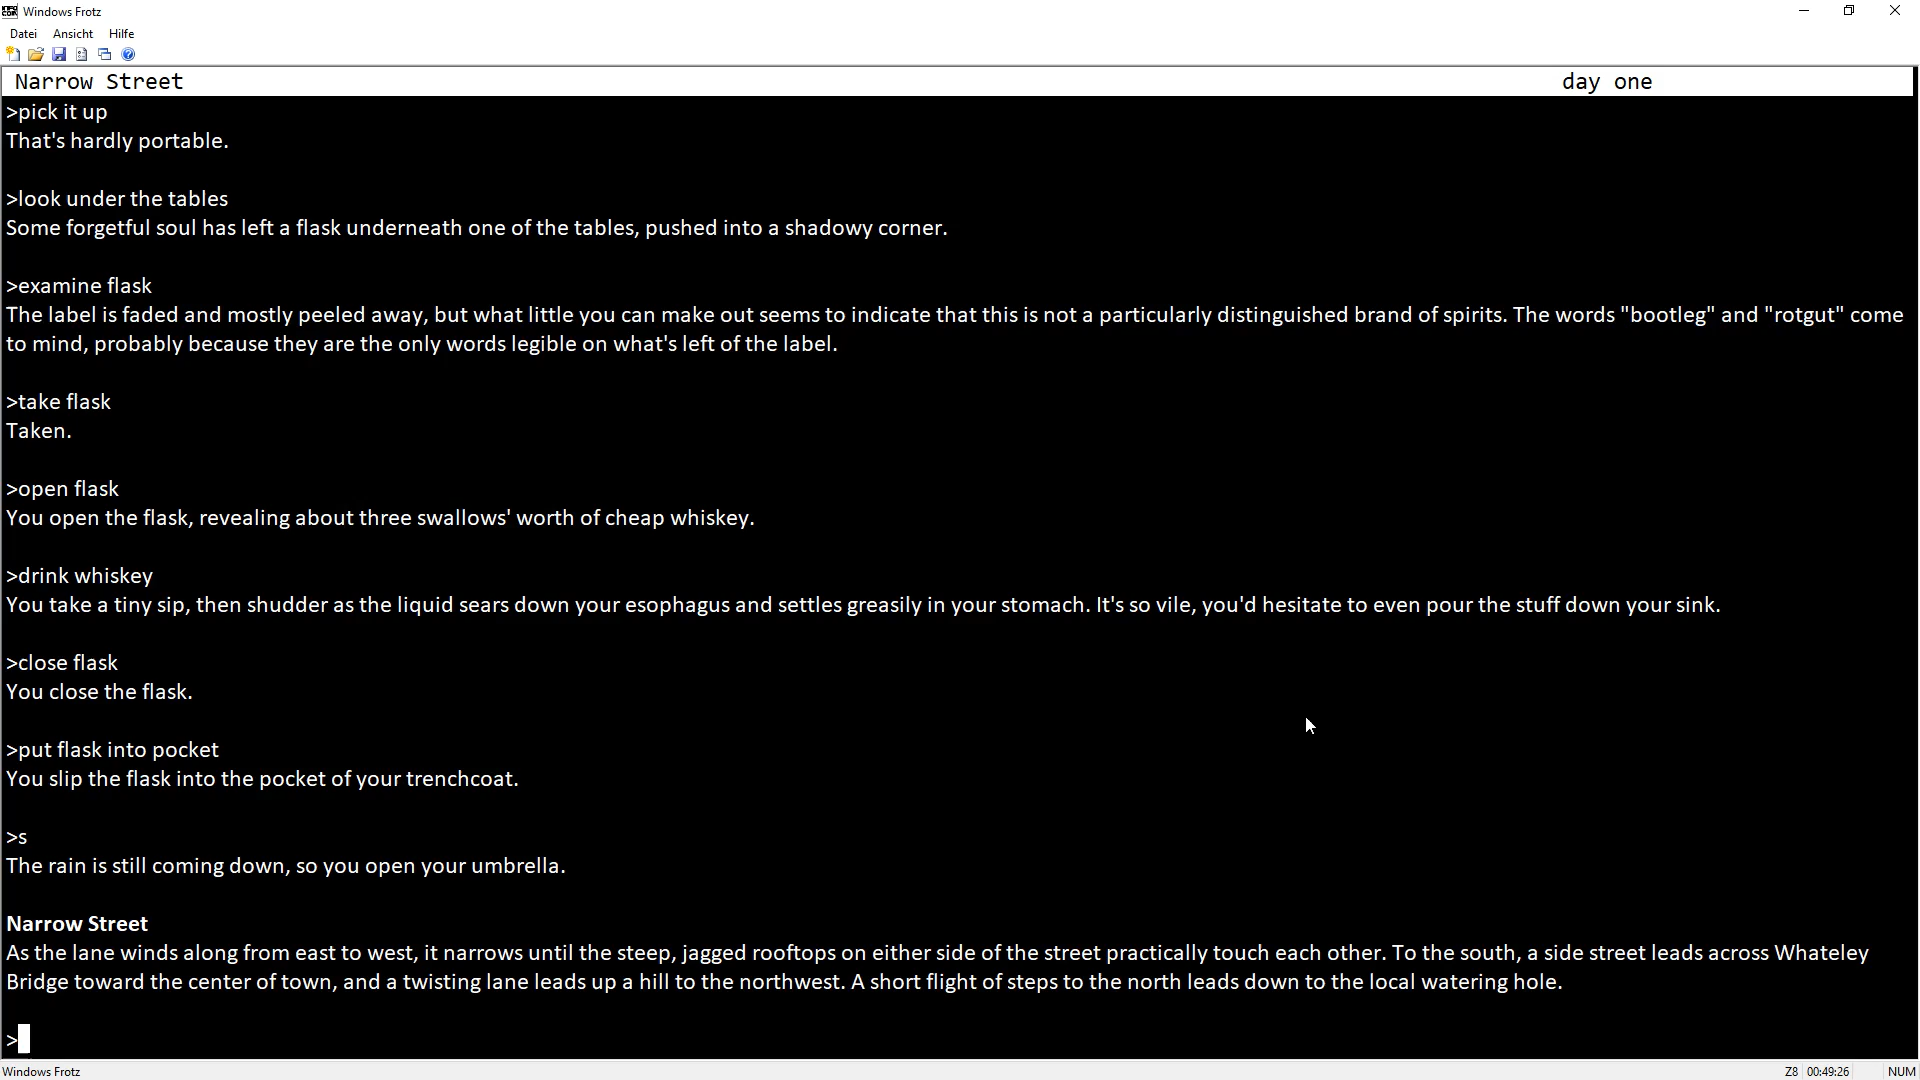 Windows Frotz
Datei Ansicht Hilfe
Narrow Street day one
>pick it up
That's hardly portable.
>look under the tables
Some forgetful soul has left a flask underneath one of the tables, pushed into a shadowy corner.
>examine flask
The label is faded and mostly peeled away, but what little you can make out seems to indicate that this is not a particularly distinguished brand of spirits. The words "bootleg" and "rotgut" come
to mind, probably because they are the only words legible on what's left of the label.
>take flask
Taken.
>open flask
You open the flask, revealing about three swallows' worth of cheap whiskey.
>drink whiskey
You take a tiny sip, then shudder as the liquid sears down your esophagus and settles greasily in your stomach. It's so vile, you'd hesitate to even pour the stuff down your sink.
>close flask
You close the flask.
>put flask into pocket
You slip the flask into the pocket of your trenchcoat.
>s
The rain is still coming down, so you open your umbrella.
Narrow Street
As the lane winds along from east to west, it narrows until the steep, jagged rooftops on either side of the street practically touch each other. To the south, a side street leads across Whateley
Bridge toward the center of town, and a twisting lane leads up a hill to the northwest. A short flight of steps to the north leads down to the local watering hole.
>
Windows Frotz Z8 00:49:26 NUM